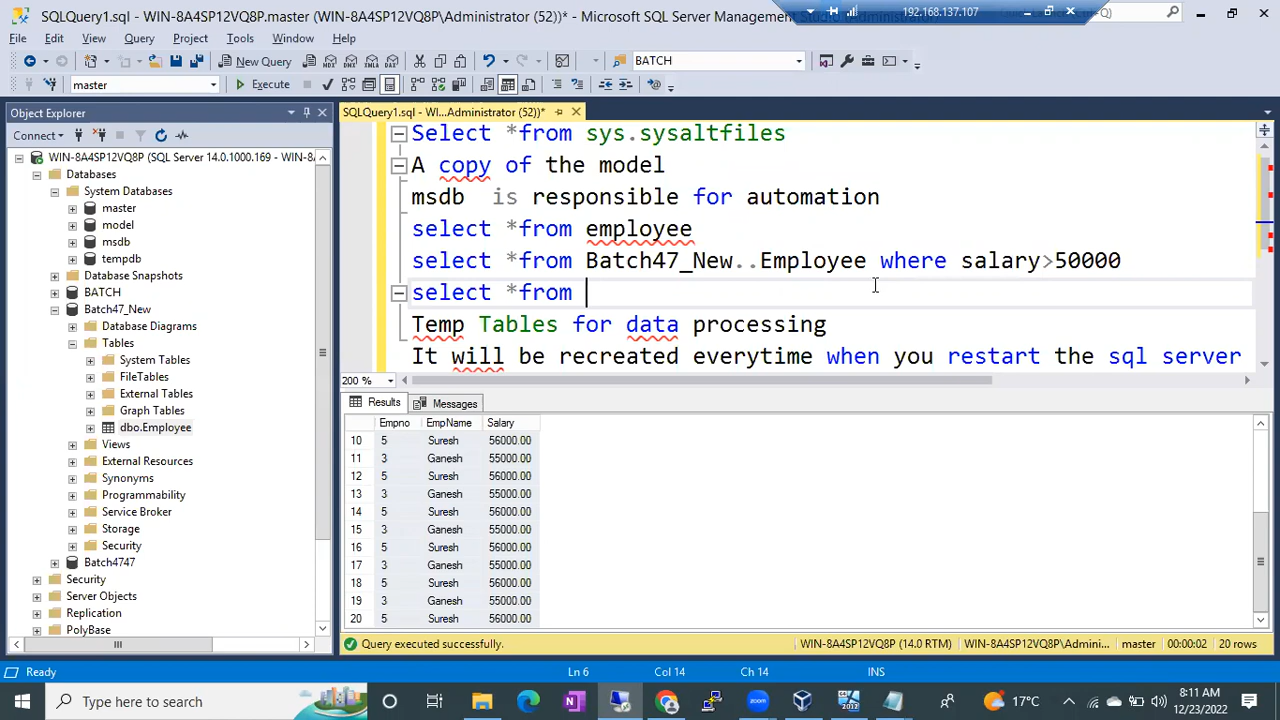 SQLQuery1.sql - WIN-8A4SP12VQ8P.master (WIN-8A4SP12VQ8P\Administrator (52))* - Microsoft SQL Server Management Studio
192.168.137.107
File Edit View Query Project Tools Window Help
New Query
BATCH
master
Execute
Object Explorer
SQLQuery1.sql - WI...Administrator (52))*
Connect
WIN-8A4SP12VQ8P (SQL Server 14.0.1000.169 - WIN-8A
Databases
System Databases
master
model
msdb
tempdb
Database Snapshots
BATCH
Batch47_New
Database Diagrams
Tables
System Tables
FileTables
External Tables
Graph Tables
dbo.Employee
Views
External Resources
Synonyms
Programmability
Service Broker
Storage
Security
Batch4747
Security
Server Objects
Replication
PolyBase
Select *from sys.sysaltfiles
A copy of the model
msdb  is responsible for automation
select *from employee
select *from Batch47_New..Employee where salary>50000
select *from
Temp Tables for data processing
It will be recreated everytime when you restart the sql server
200 %
Results Messages
Empno EmpName Salary
10 5 Suresh 56000.00
11 3 Ganesh 55000.00
12 5 Suresh 56000.00
13 3 Ganesh 55000.00
14 5 Suresh 56000.00
15 3 Ganesh 55000.00
16 5 Suresh 56000.00
17 3 Ganesh 55000.00
18 5 Suresh 56000.00
19 3 Ganesh 55000.00
20 5 Suresh 56000.00
Query executed successfully.
WIN-8A4SP12VQ8P (14.0 RTM) WIN-8A4SP12VQ8P\Admini... master 00:00:02 20 rows
Ready
Ln 6 Col 14 Ch 14 INS
Type here to search
zoom
2012
17°C
8:11 AM
12/23/2022